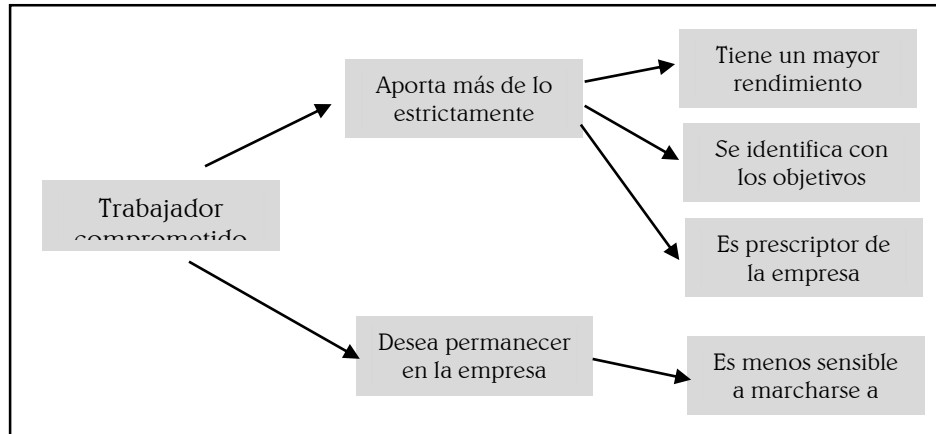 Trabajador
comprometido
Aporta más de lo
estrictamente
Tiene un mayor
rendimiento
Se identifica con
los objetivos
Es prescriptor de
la empresa
Desea permanecer
en la empresa
Es menos sensible
a marcharse a